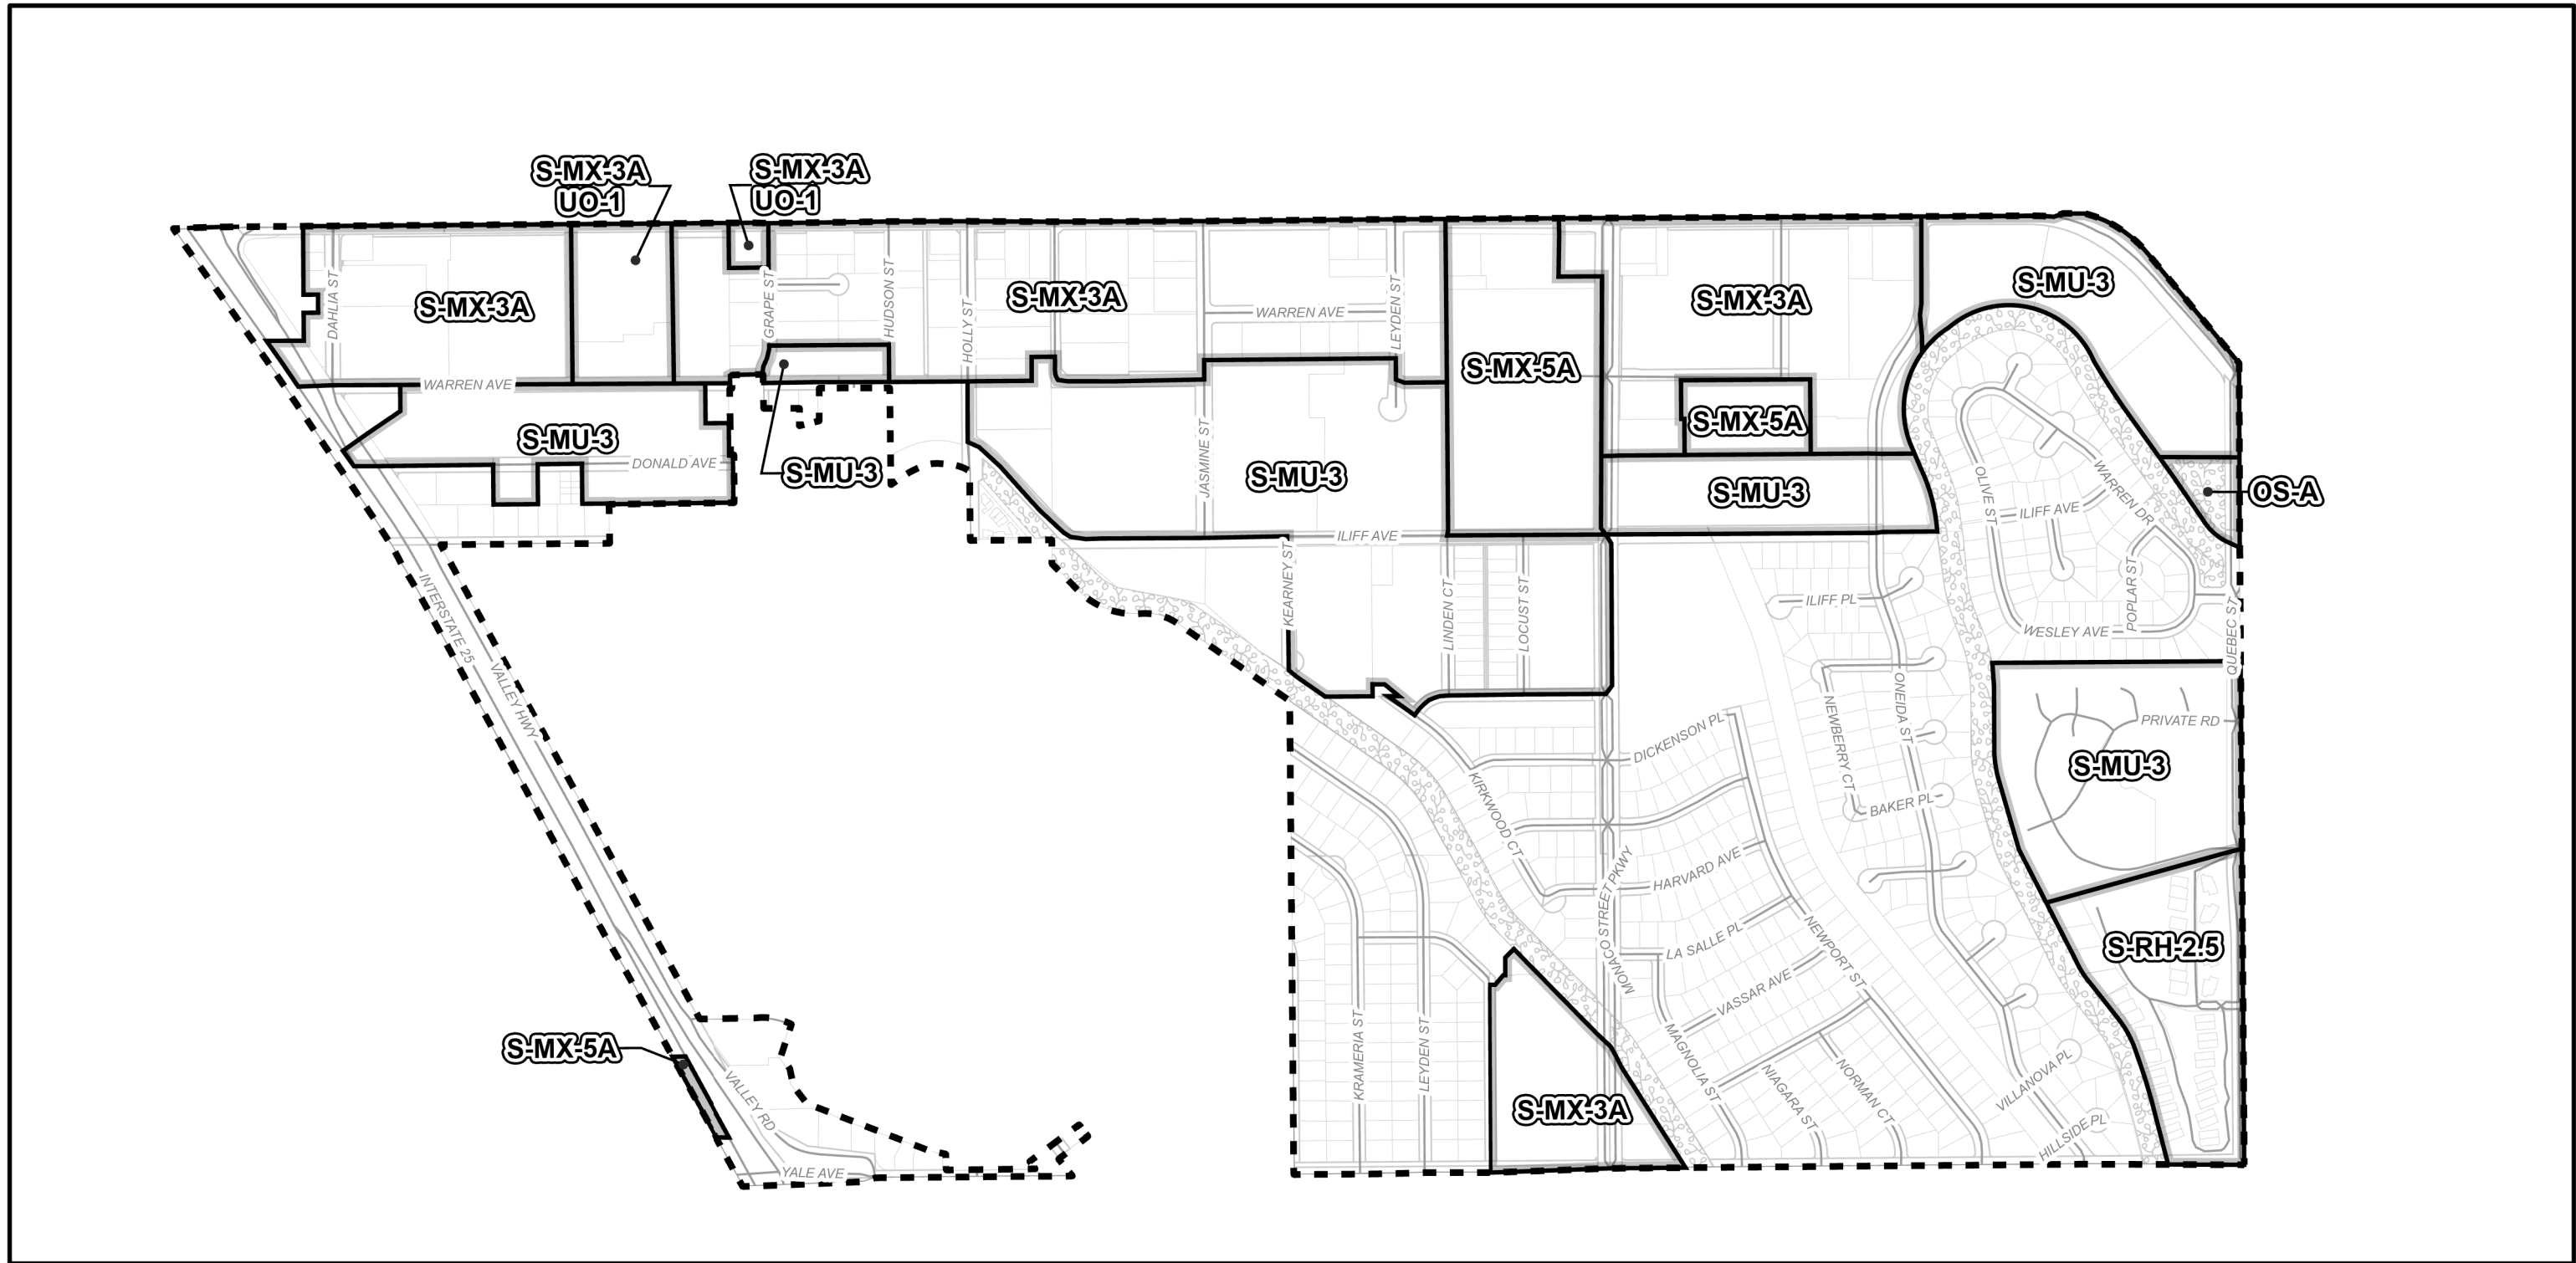 S-MX-3A
UO-1
S-MX-3A
UO-1
DAHLIA ST
S-MX-3A
GRAPE ST
HUDSON ST
HOLLY ST
S-MX-3A
WARREN AVE
LEYDEN ST
S-MX-3A
S-MU-3
S-MX-5A
WARREN AVE
S-MX-5A
S-MU-3
DONALD AVE
S-MU-3
JASMINE ST
S-MU-3
S-MU-3
OLIVE ST
WARREN DR
OS-A
ILIFF AVE
ILIFF AVE
INTERSTATE 25
VALLEY HWY
KEARNEY ST
LINDEN CT
LOCUST ST
ILIFF PL
POPLAR ST
WESLEY AVE
QUEBEC ST
ONEIDA ST
NEWBERRY CT
DICKENSON PL
PRIVATE RD
S-MU-3
KIRKWOOD CT
BAKER PL
HARVARD AVE
MONACO STREET PKWY
LA SALLE PL
NEWPORT ST
S-RH-2.5
VASSAR AVE
S-MX-5A
VALLEY RD
KRAMERIA ST
LEYDEN ST
MAGNOLIA ST
NIAGARA ST
NORMAN CT
VILLANOVA PL
S-MX-3A
HILLSIDE PL
YALE AVE